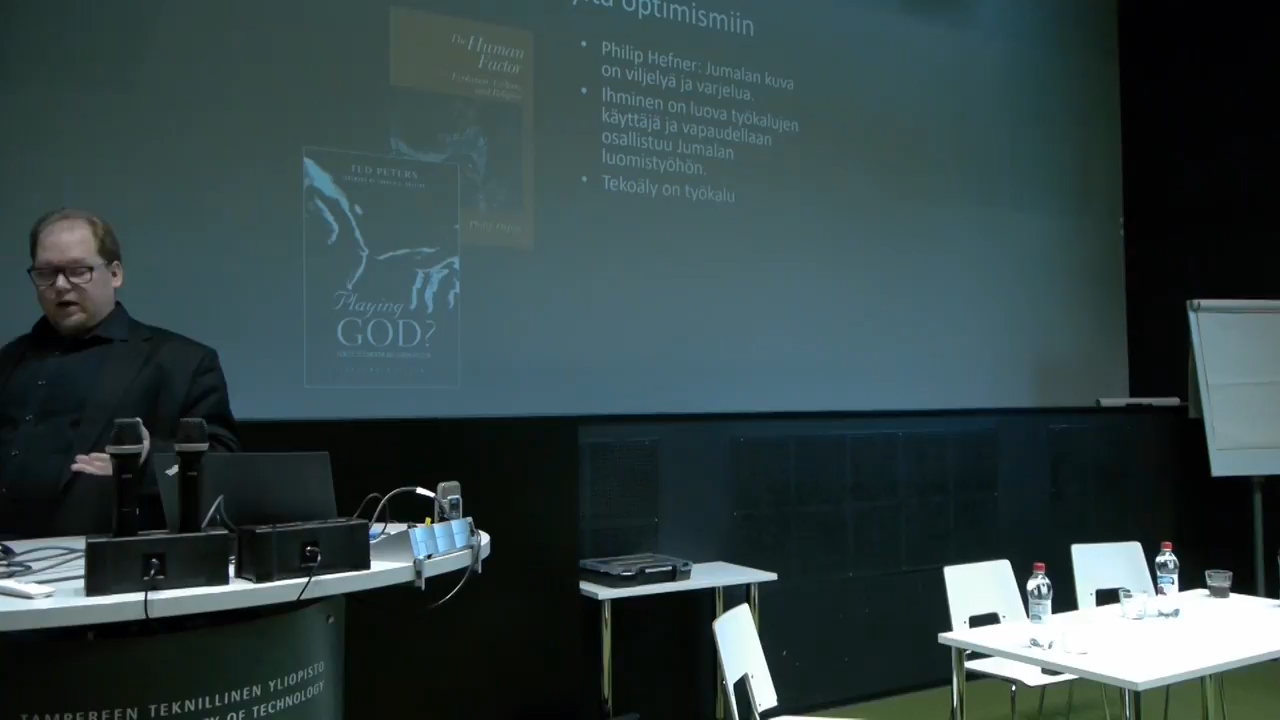 optimismiin
The Human
Factor
• Philip Hefner: Jumalan kuva
on viljelyä ja varjelua.
• Ihminen on luova työkalujen
käyttäjä ja vapaudellaan
osallistuu Jumalan
luomistyöhön.
• Tekoäly on työkalu
TED PETERS
Playing
GOD?
TAMPEREEN TEKNILLINEN YLIOPISTO
OF TECHNOLOGY